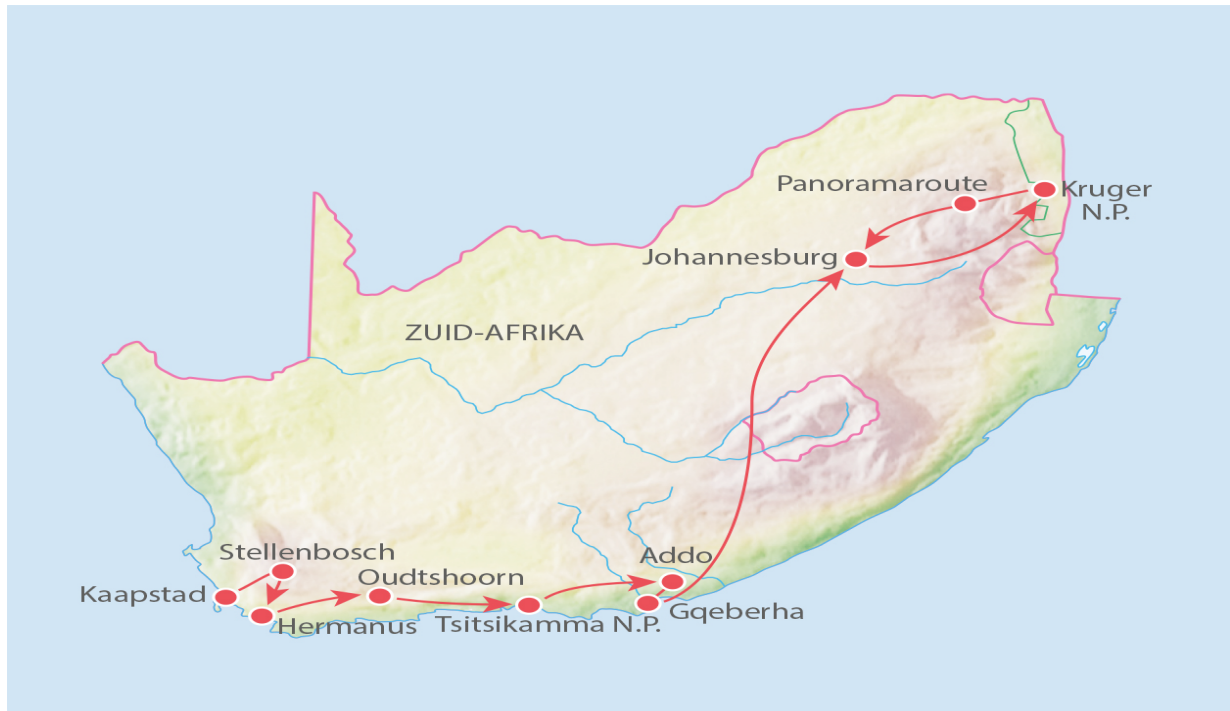 Panoramaroute
Kruger
N.P.
Johannesburg
ZUID-AFRIKA
Stellenbosch
Addo
Oudtshoorn
Kaapstad
Gqeberha
Hermanus
Tsitsikamma N.P.